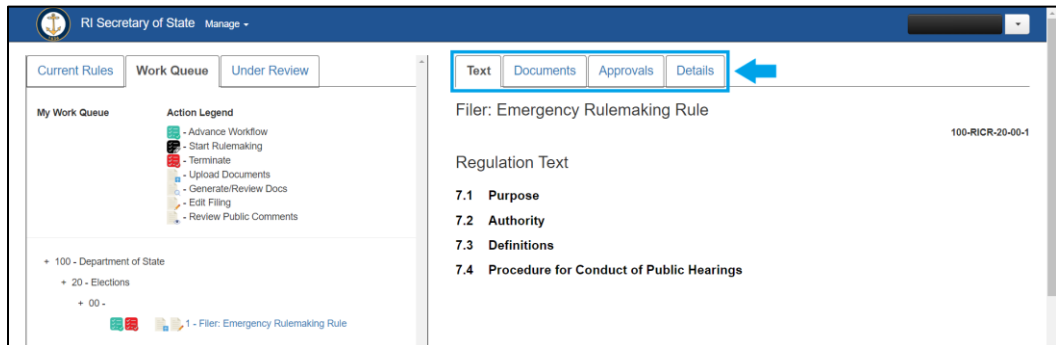 RI Secretary of State Manage
Current Rules Work Queue Under Review
My Work Queue Action Legend
- Advance Workflow
- Start Rulemaking
- Terminate
- Upload Documents
- Generate/Review Docs
- Edit Filing
- Review Public Comments
+ 100 - Department of State
+ 20 - Elections
+ 00 -
1 - Filer: Emergency Rulemaking Rule
Text Documents Approvals Details
Filer: Emergency Rulemaking Rule
100-RICR-20-00-1
Regulation Text
7.1 Purpose
7.2 Authority
7.3 Definitions
7.4 Procedure for Conduct of Public Hearings